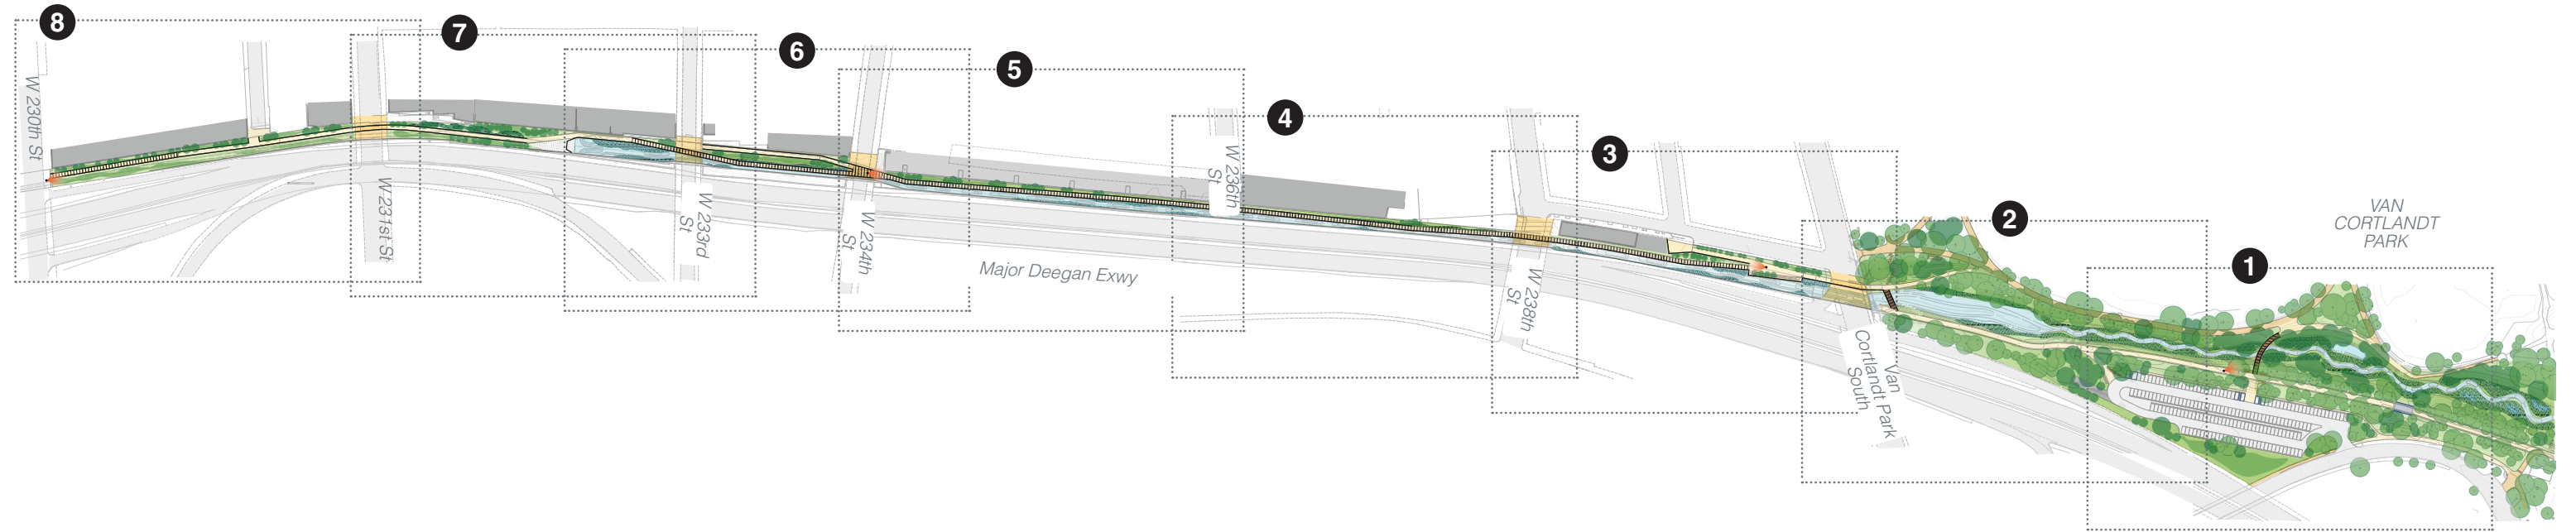 8
7
6
5
4
3
2
1
W 230th St
W 231st St
W 233rd
St
W 234th
St
W 236th
St
W 238th
St
Major Deegan Exwy
Van
Cortlandt Park
South
VAN
CORTLANDT
PARK